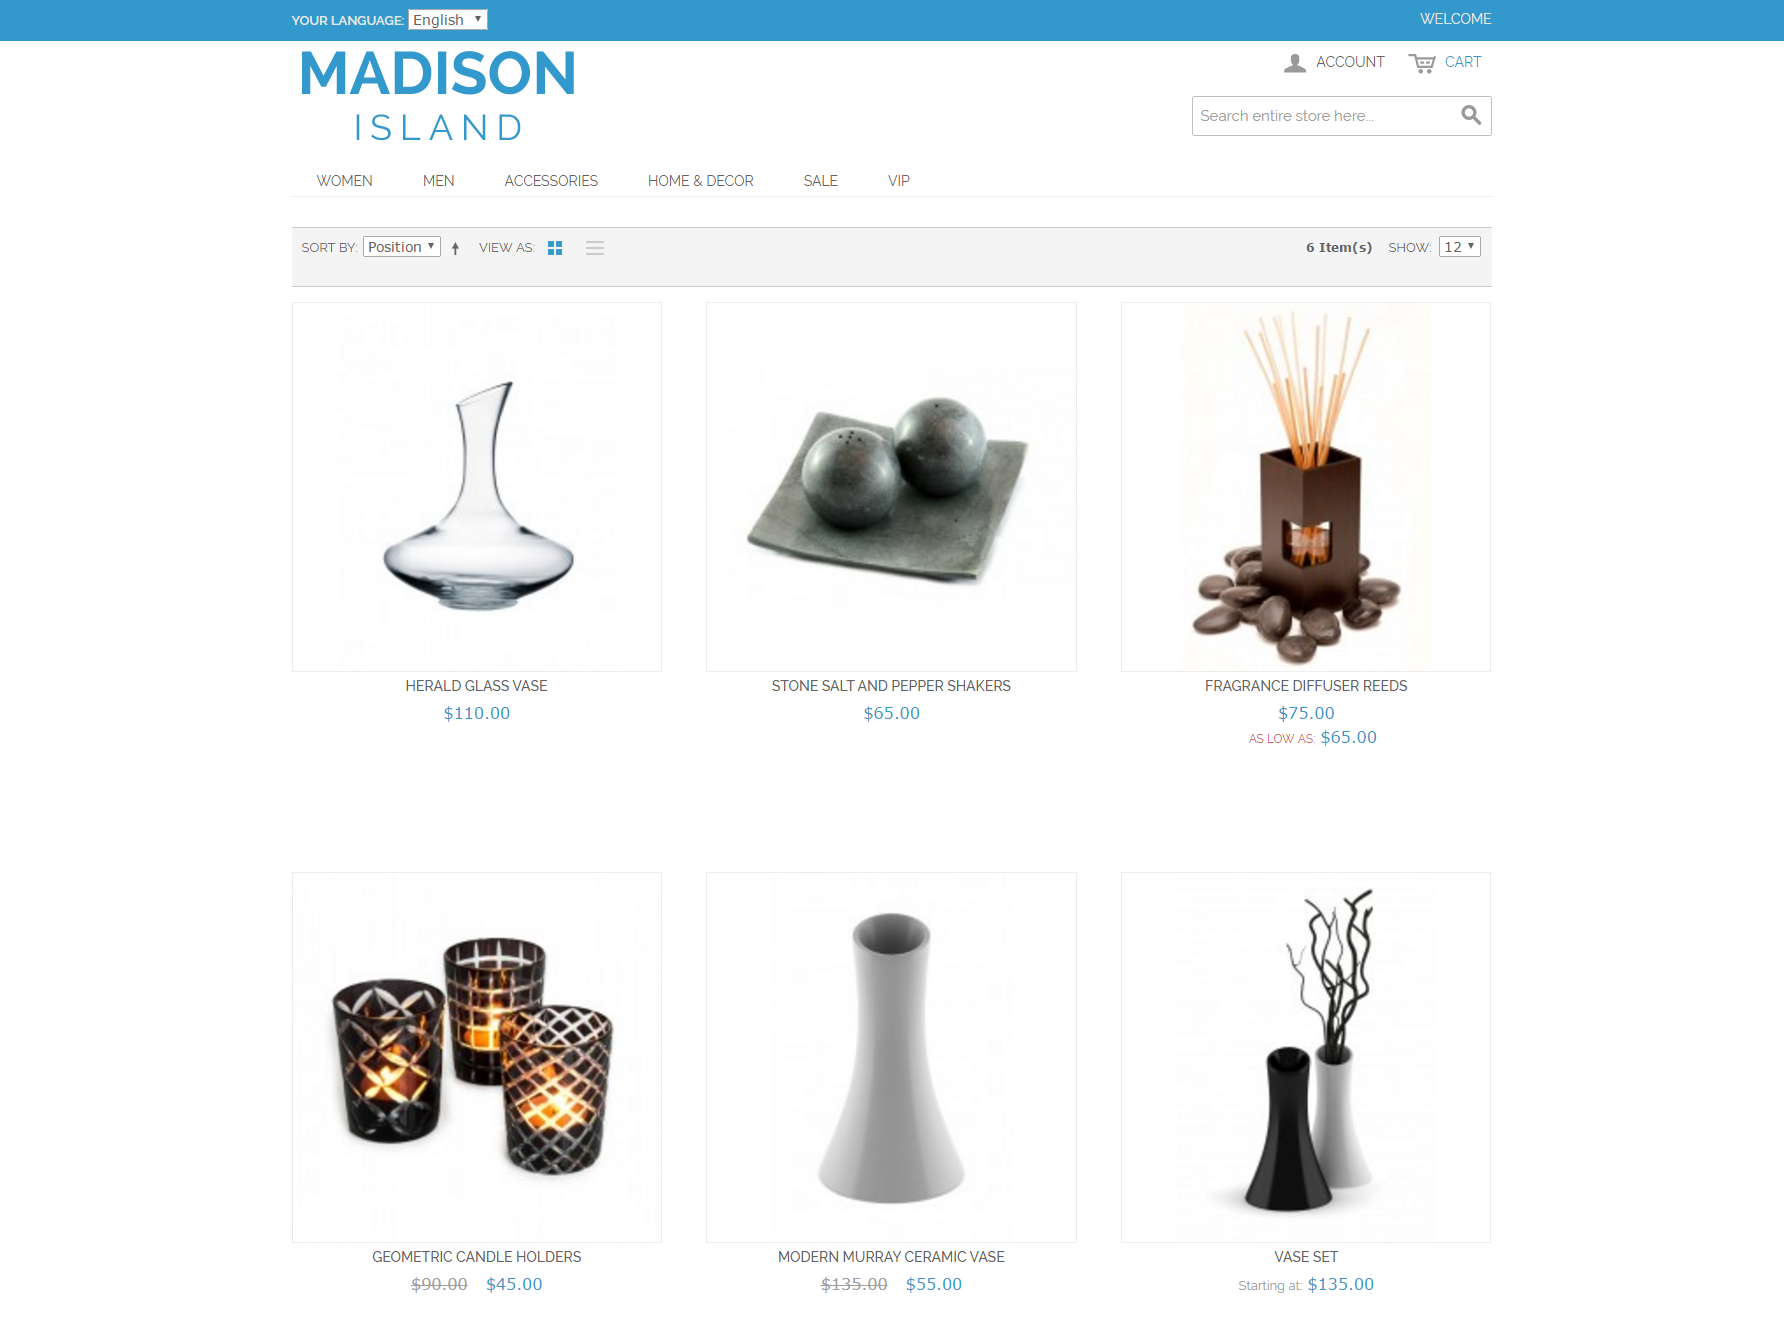 YOUR LANGUAGE: English
WELCOME
MADISON
ISLAND
ACCOUNT CART
Search entire store here...
WOMEN MEN ACCESSORIES HOME & DECOR SALE VIP
SORT BY: Position VIEW AS: 6 Item(s) SHOW: 12
HERALD GLASS VASE
$110.00
STONE SALT AND PEPPER SHAKERS
$65.00
FRAGRANCE DIFFUSER REEDS
$75.00
AS LOW AS: $65.00
GEOMETRIC CANDLE HOLDERS
$90.00 $45.00
MODERN MURRAY CERAMIC VASE
$135.00 $55.00
VASE SET
Starting at: $135.00